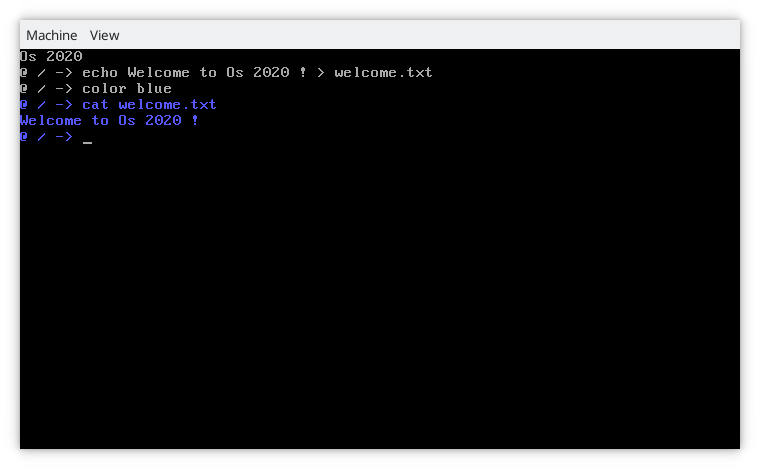 Machine View
Os 2020
@ / -> echo Welcome to Os 2020 ! > welcome.txt
@ / -> color blue
@ / -> cat welcome.txt
Welcome to Os 2020 !
@ / -> _